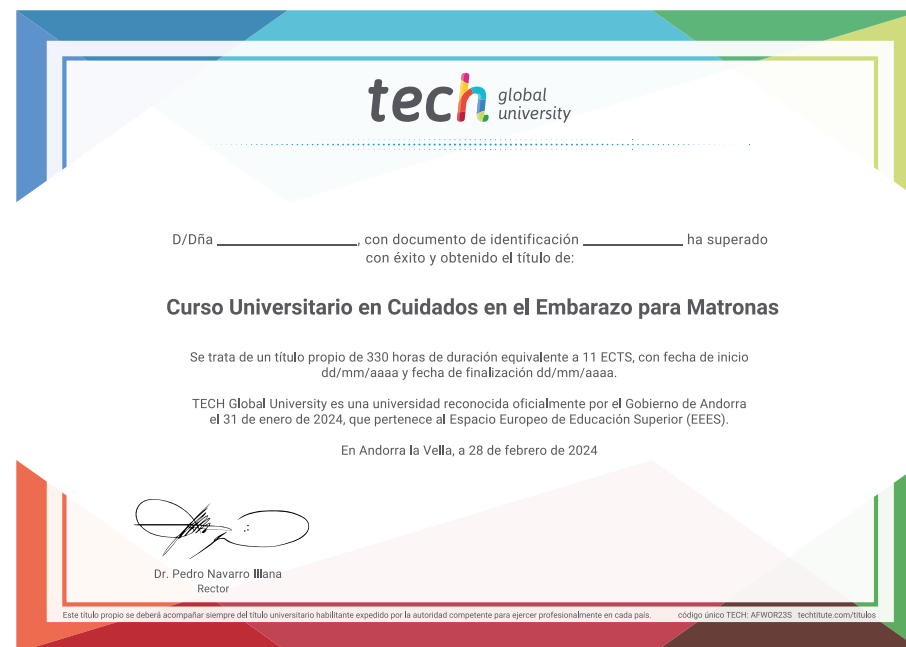 tech global
university
D/Dña ____________, con documento de identificación ____________ ha superado
con éxito y obtenido el título de:
Curso Universitario en Cuidados en el Embarazo para Matronas
Se trata de un título propio de 330 horas de duración equivalente a 11 ECTS, con fecha de inicio
dd/mm/aaaa y fecha de finalización dd/mm/aaaa.
TECH Global University es una universidad reconocida oficialmente por el Gobierno de Andorra
el 31 de enero de 2024, que pertenece al Espacio Europeo de Educación Superior (EEES).
En Andorra la Vella, a 28 de febrero de 2024
Dr. Pedro Navarro Illana
Rector
Este título propio se deberá acompañar siempre del título universitario habilitante expedido por la autoridad competente para ejercer profesionalmente en cada país. código único TECH: AFWOR23S techtitute.com/titulos